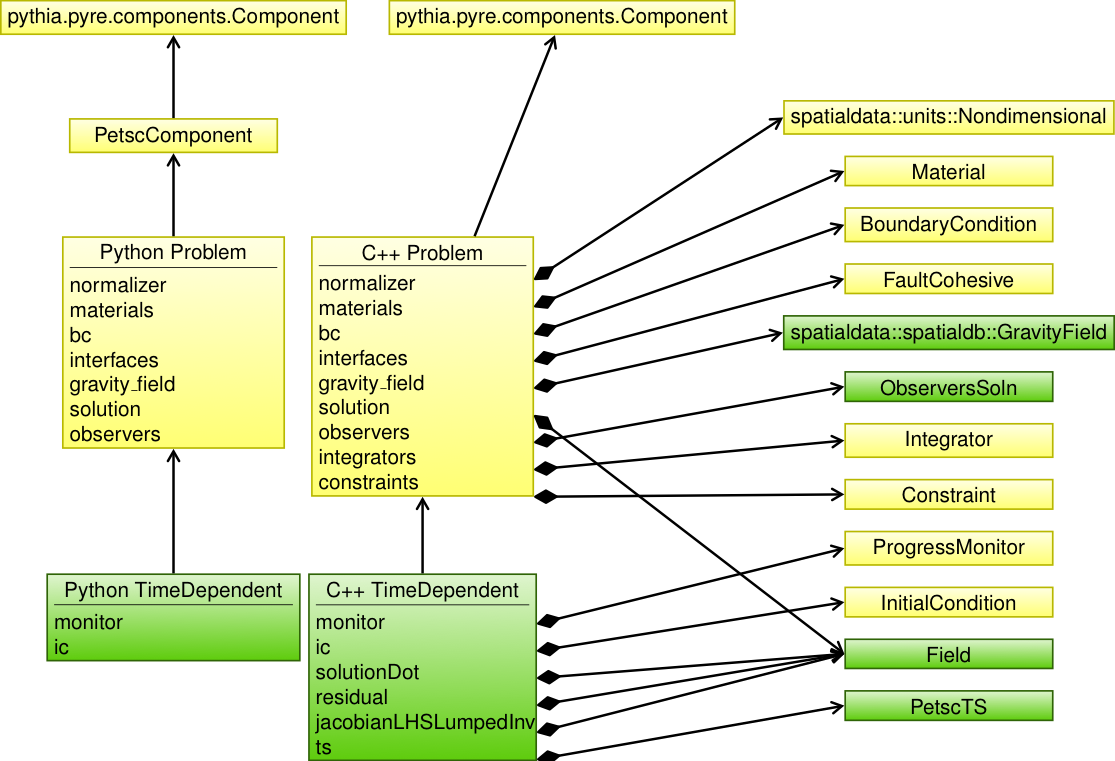 pythia.pyre.components.Component
pythia.pyre.components.Component
PetscComponent
Python Problem
normalizer
materials
bc
interfaces
gravity_field
solution
observers
C++ Problem
normalizer
materials
bc
interfaces
gravity_field
solution
observers
integrators
constraints
Python TimeDependent
monitor
ic
C++ TimeDependent
monitor
ic
solutionDot
residual
jacobianLHSLumpedInv
ts
spatialdata::units::Nondimensional
Material
BoundaryCondition
FaultCohesive
spatialdata::spatialdb::GravityField
ObserversSoln
Integrator
Constraint
ProgressMonitor
InitialCondition
Field
PetscTS